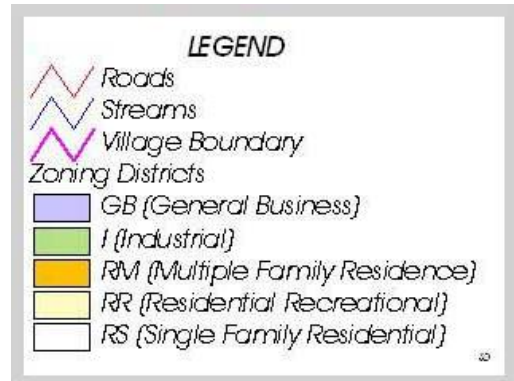 LEGEND
Roads
Streams
Village Boundary
Zoning Districts
GB (General Business)
I (Industrial)
RM (Multiple Family Residence)
RR (Residential Recreational)
RS (Single Family Residential)